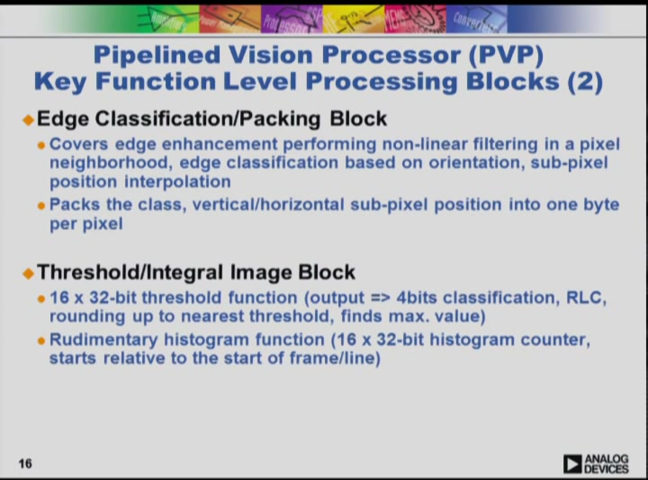 Pipelined Vision Processor (PVP)
Key Function Level Processing Blocks (2)
Edge Classification/Packing Block
Covers edge enhancement performing non-linear filtering in a pixel
neighborhood, edge classification based on orientation, sub-pixel
position interpolation
Packs the class, vertical/horizontal sub-pixel position into one byte
per pixel
Threshold/Integral Image Block
16 x 32-bit threshold function (output => 4bits classification, RLC,
rounding up to nearest threshold, finds max. value)
Rudimentary histogram function (16 x 32-bit histogram counter,
starts relative to the start of frame/line)
16
ANALOG
DEVICES